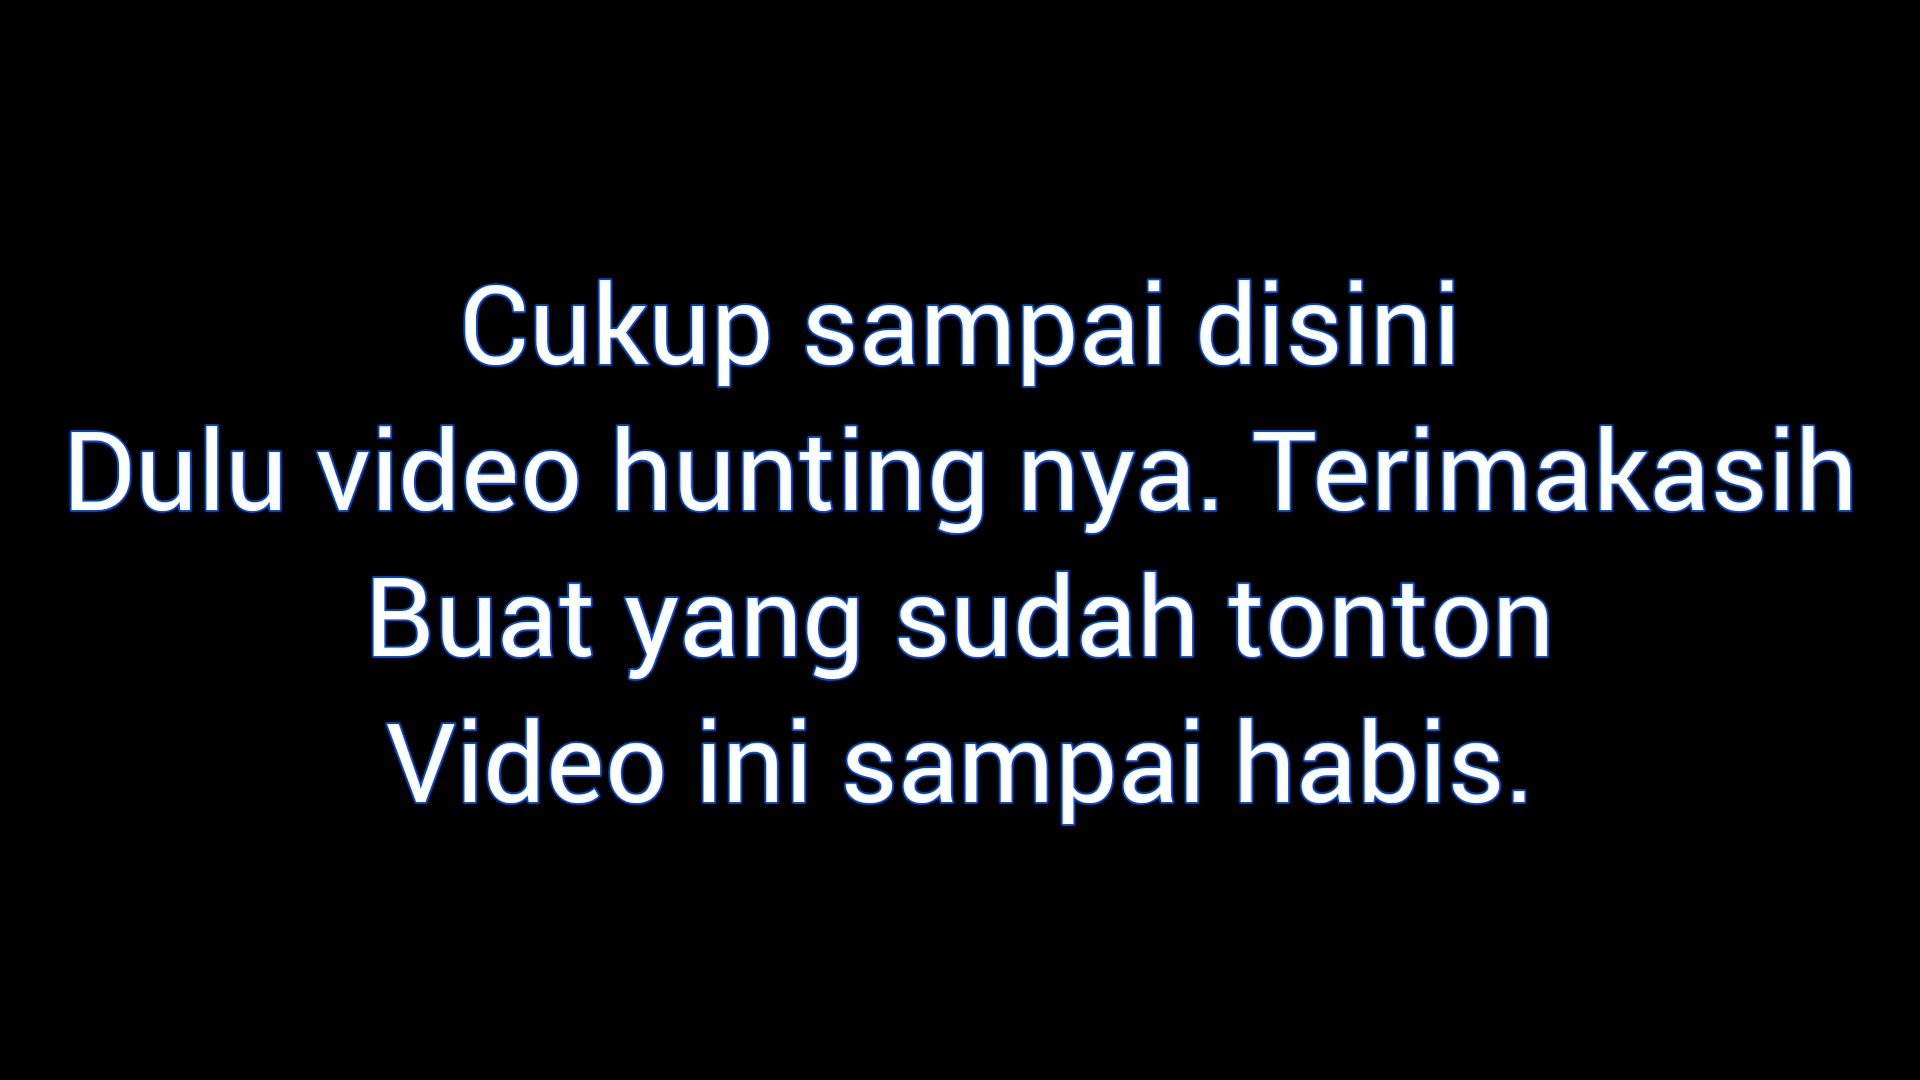 Cukup sampai disini
Dulu video hunting nya. Terimakasih
Buat yang sudah tonton
Video ini sampai habis.